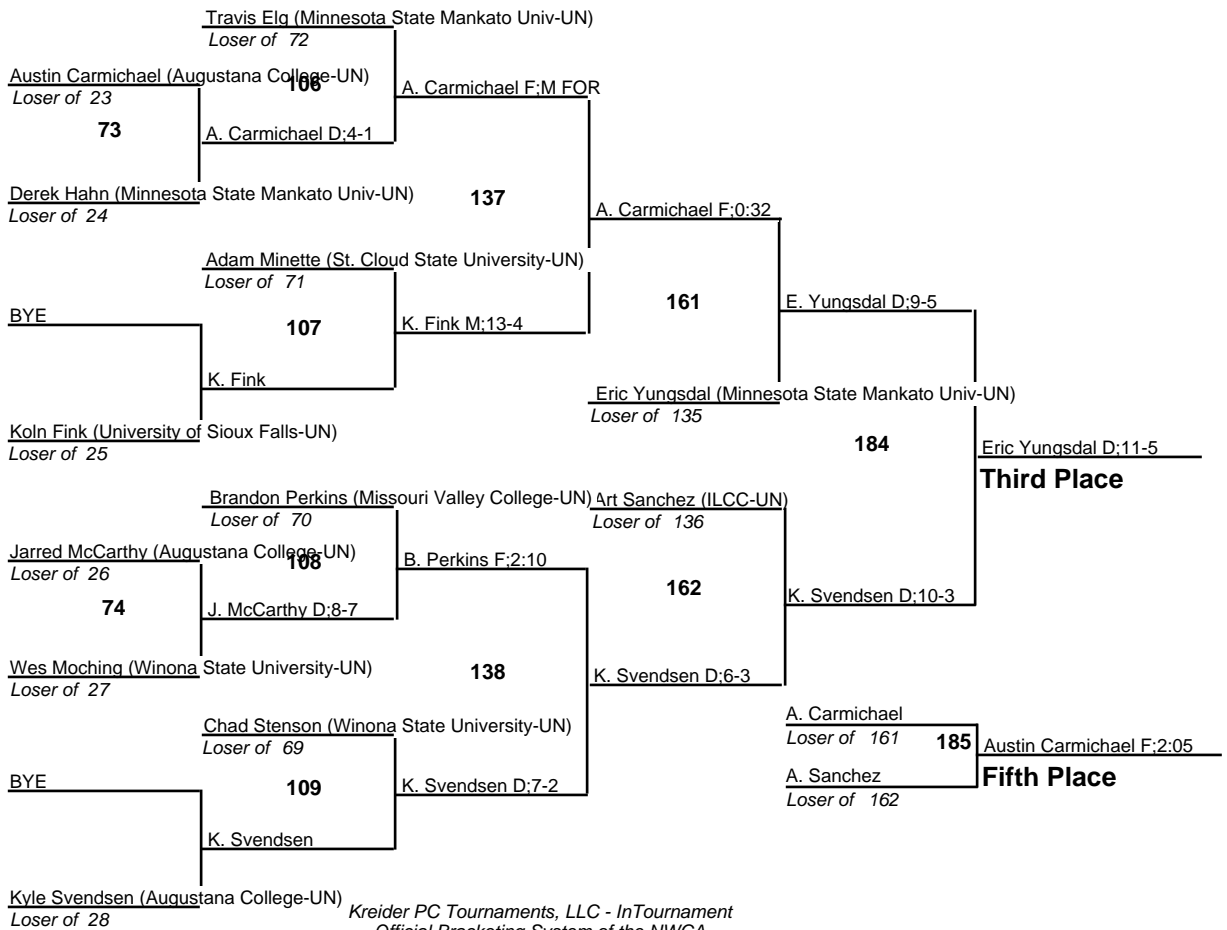 Travis Elg (Minnesota State Mankato Univ-UN)
Loser of 72
Austin Carmichael (Augustana College-UN)
Loser of 23
106
A. Carmichael F;M FOR
73
A. Carmichael D;4-1
Derek Hahn (Minnesota State Mankato Univ-UN)
Loser of 24
137
A. Carmichael F;0:32
Adam Minette (St. Cloud State University-UN)
Loser of 71
BYE
107
K. Fink M;13-4
161
E. Yungsdal D;9-5
K. Fink
Eric Yungsdal (Minnesota State Mankato Univ-UN)
Loser of 135
Koln Fink (University of Sioux Falls-UN)
Loser of 25
184
Eric Yungsdal D;11-5
Third Place
Brandon Perkins (Missouri Valley College-UN)
Loser of 70
Art Sanchez (ILCC-UN)
Loser of 136
Jarred McCarthy (Augustana College-UN)
Loser of 26
108
B. Perkins F;2:10
74
J. McCarthy D;8-7
162
K. Svendsen D;10-3
Wes Moching (Winona State University-UN)
Loser of 27
138
K. Svendsen D;6-3
Chad Stenson (Winona State University-UN)
Loser of 69
A. Carmichael
Loser of 161
185
Austin Carmichael F;2:05
Fifth Place
A. Sanchez
Loser of 162
BYE
109
K. Svendsen D;7-2
K. Svendsen
Kyle Svendsen (Augustana College-UN)
Loser of 28
Kreider PC Tournaments, LLC - InTournament
Official Bracketing System of the NWCA